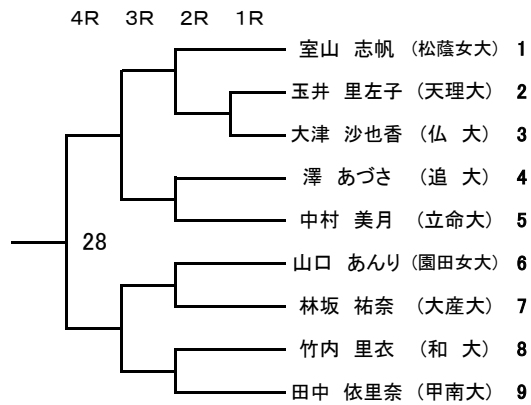 4R 3R 2R 1R
室山 志帆 (松蔭女大) 1
玉井 里左子 (天理大) 2
大津 沙也香 (仏 大) 3
澤 あづさ (追 大) 4
中村 美月 (立命大) 5
28
山口 あんり (園田女大) 6
林坂 祐奈 (大産大) 7
竹内 里衣 (和 大) 8
田中 依里奈 (甲南大) 9